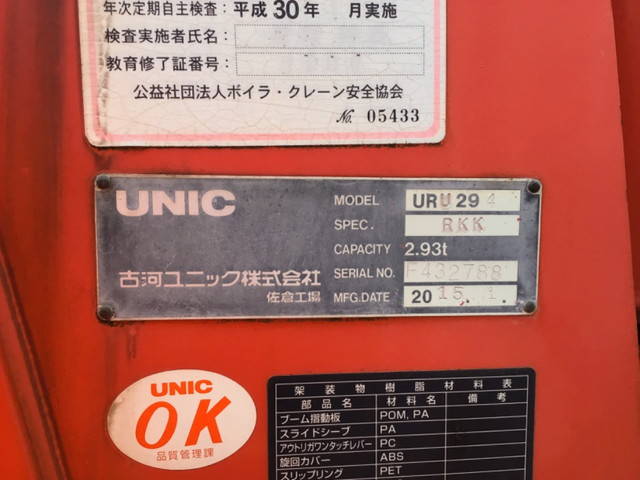 年次定期自主検査：平成30年　月実施
検査実施者氏名：
教育修了証番号：
公益社団法人ボイラ・クレーン安全協会
No. 05433
UNIC
MODEL URU294
SPEC. RKK
CAPACITY 2.93t
古河ユニック株式会社
SERIAL NO. F432788
佐倉工場
MFG.DATE 2015.1.
UNIC
OK
品質管理課
架装物樹脂材料表
部品名 材料名 備考
ブーム摺動板 POM, PA
スライドシーブ PA
アウトリガワンタッチレバー PC
旋回カバー ABS
スリップリング PET